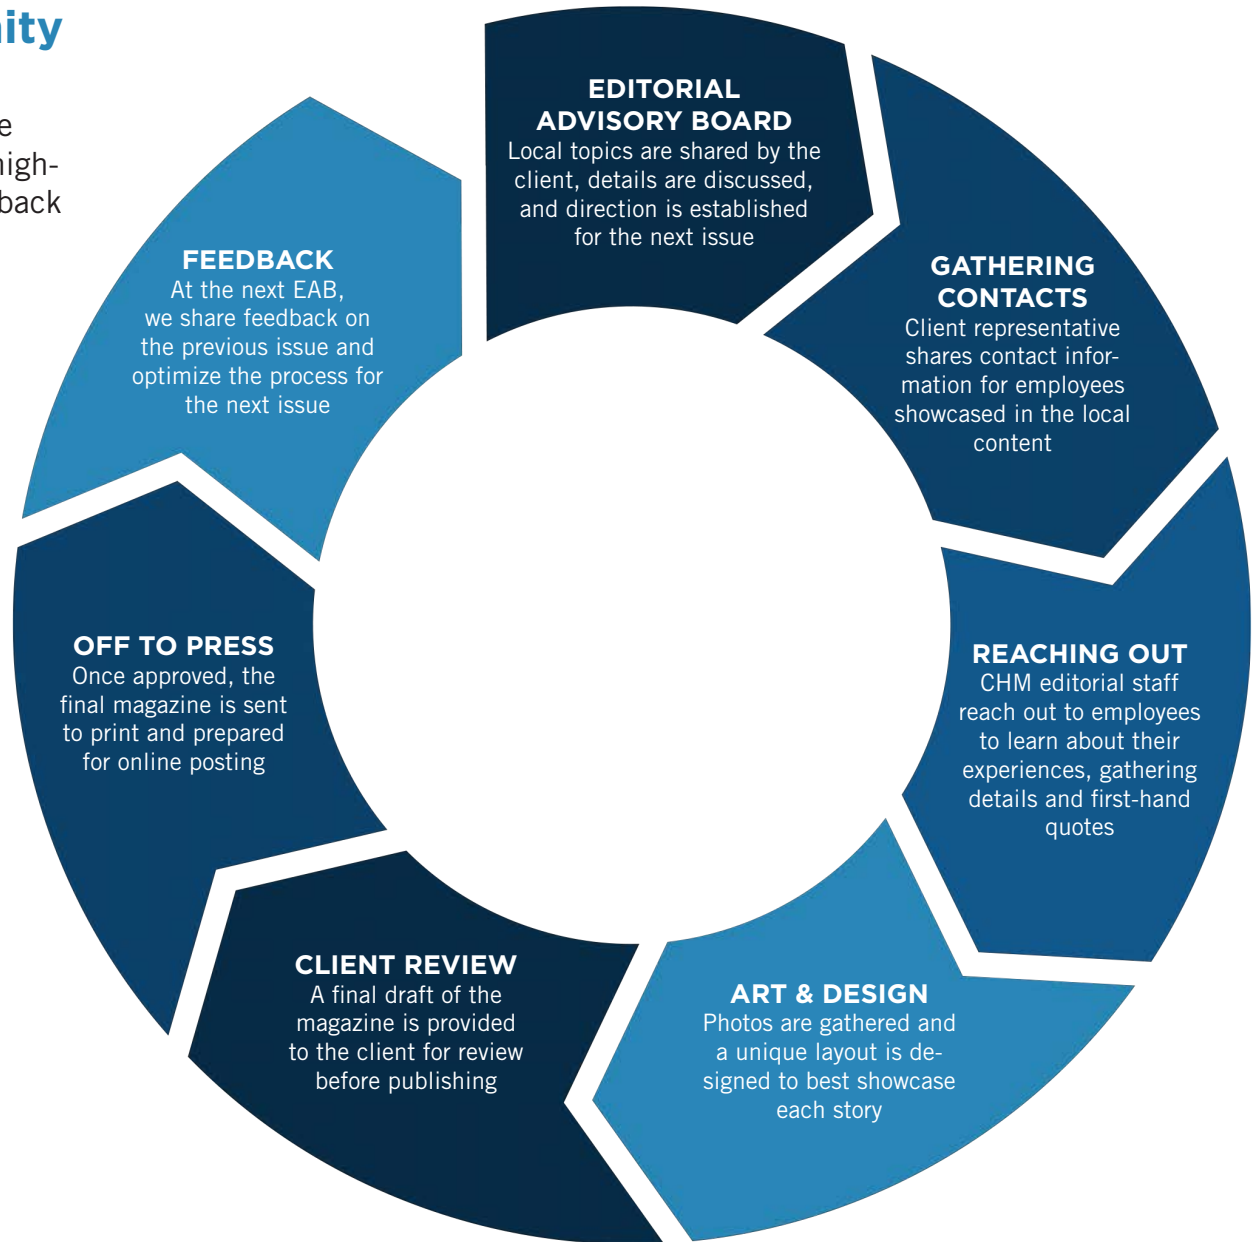 nity
e
high-
back
EDITORIAL
ADVISORY BOARD
Local topics are shared by the
client, details are discussed,
and direction is established
for the next issue
GATHERING
CONTACTS
Client representative
shares contact infor-
mation for employees
showcased in the local
content
REACHING OUT
CHM editorial staff
reach out to employees
to learn about their
experiences, gathering
details and first-hand
quotes
ART & DESIGN
Photos are gathered and
a unique layout is de-
signed to best showcase
each story
CLIENT REVIEW
A final draft of the
magazine is provided
to the client for review
before publishing
OFF TO PRESS
Once approved, the
final magazine is sent
to print and prepared
for online posting
FEEDBACK
At the next EAB,
we share feedback on
the previous issue and
optimize the process for
the next issue